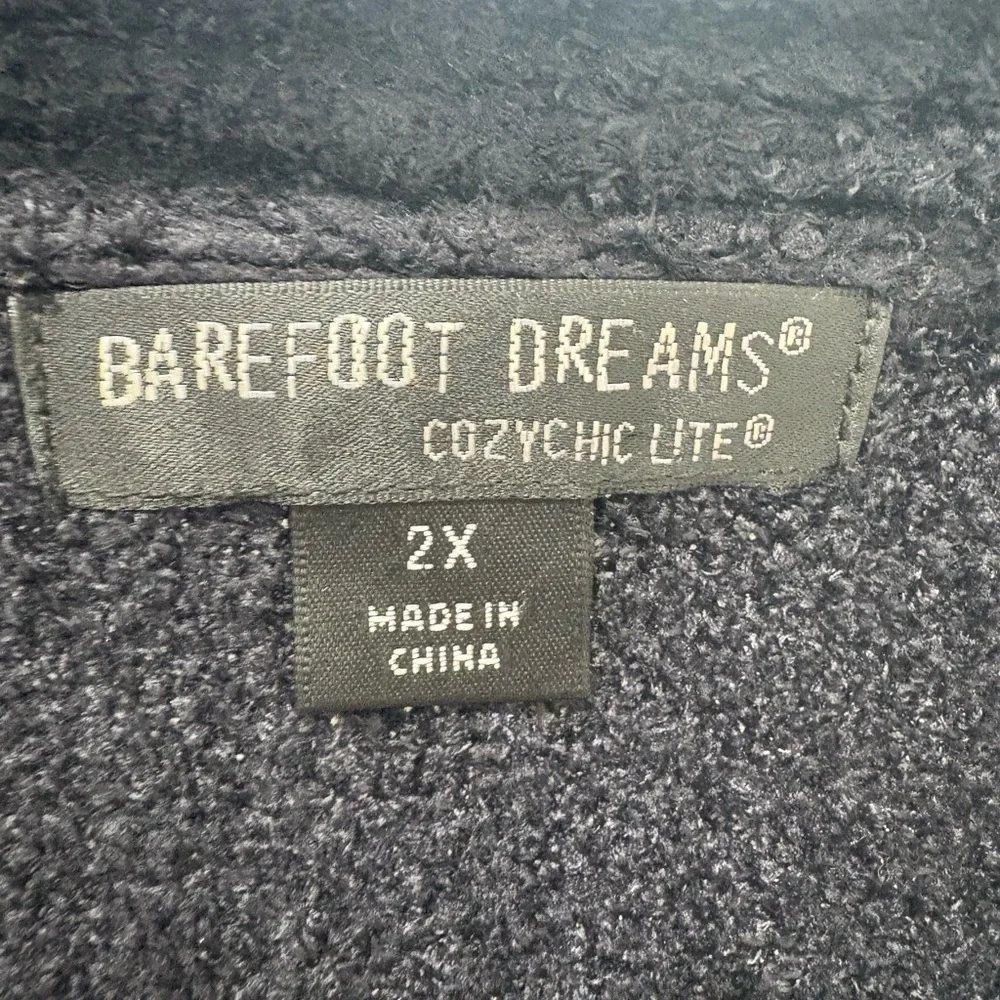 BAREFOOT DREAMS®
COZYCHIC LITE®
2X
MADE IN
CHINA